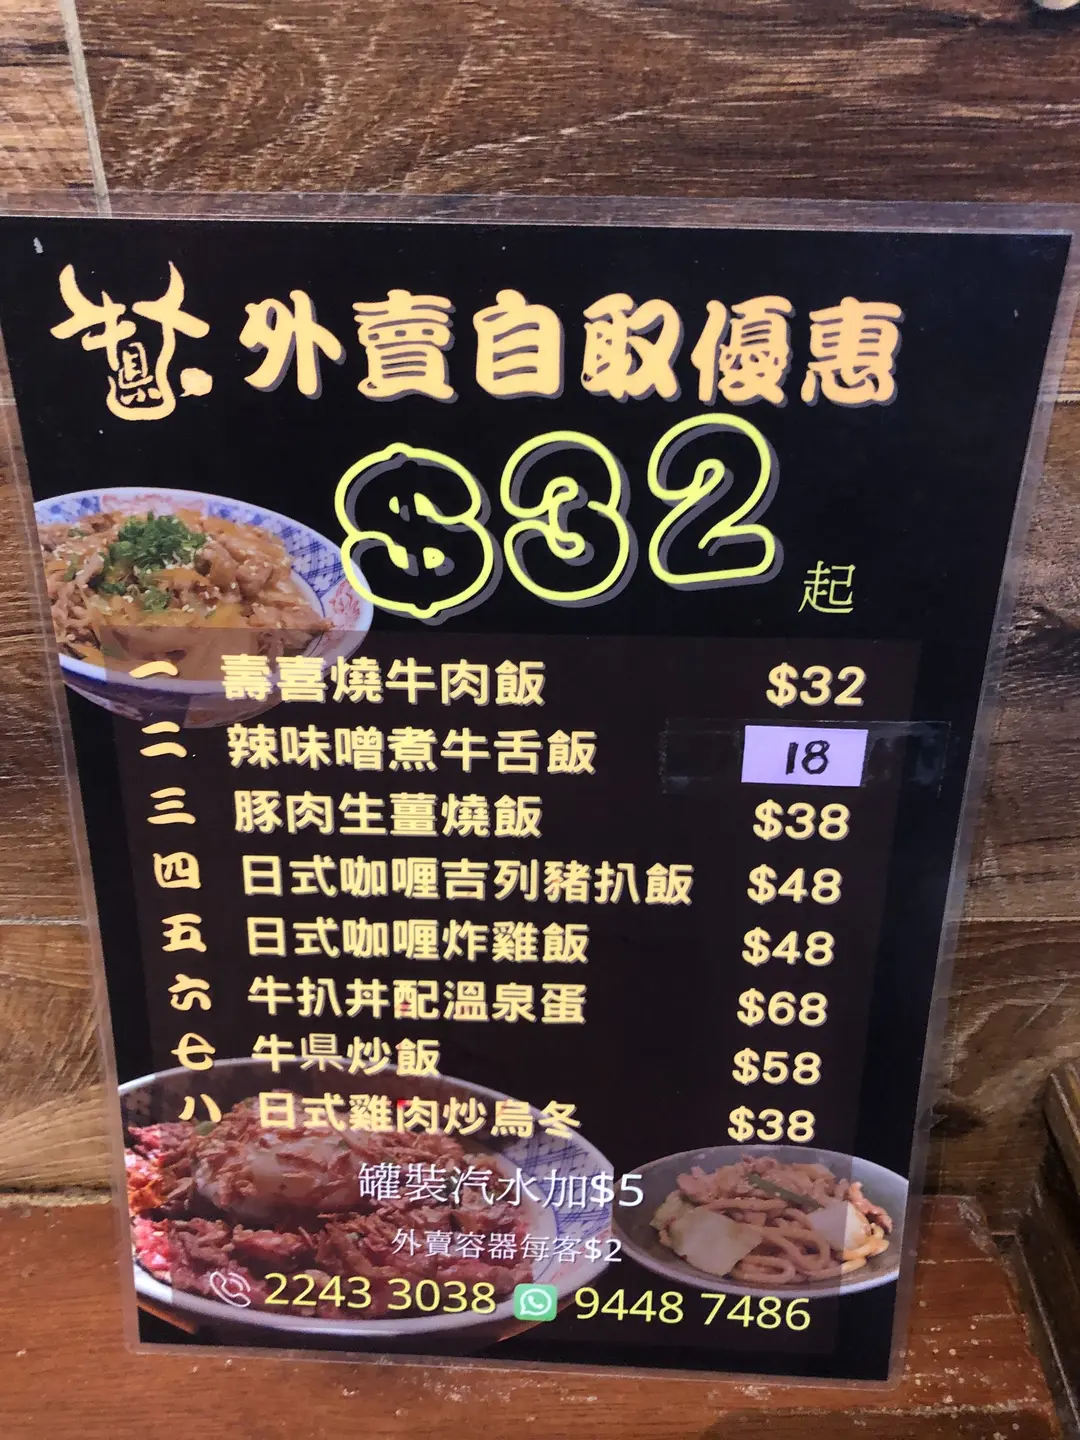 牛県
外賣自取優惠
$32起
一 壽喜燒牛肉飯 $32
二 辣味噌煮牛舌飯 18
三 豚肉生薑燒飯 $38
四 日式咖喱吉列豬扒飯 $48
五 日式咖喱炸雞飯 $48
六 牛扒丼配溫泉蛋 $68
七 牛県炒飯 $58
八 日式雞肉炒烏冬 $38
罐裝汽水加$5
外賣容器每客$2
2243 3038 9448 7486